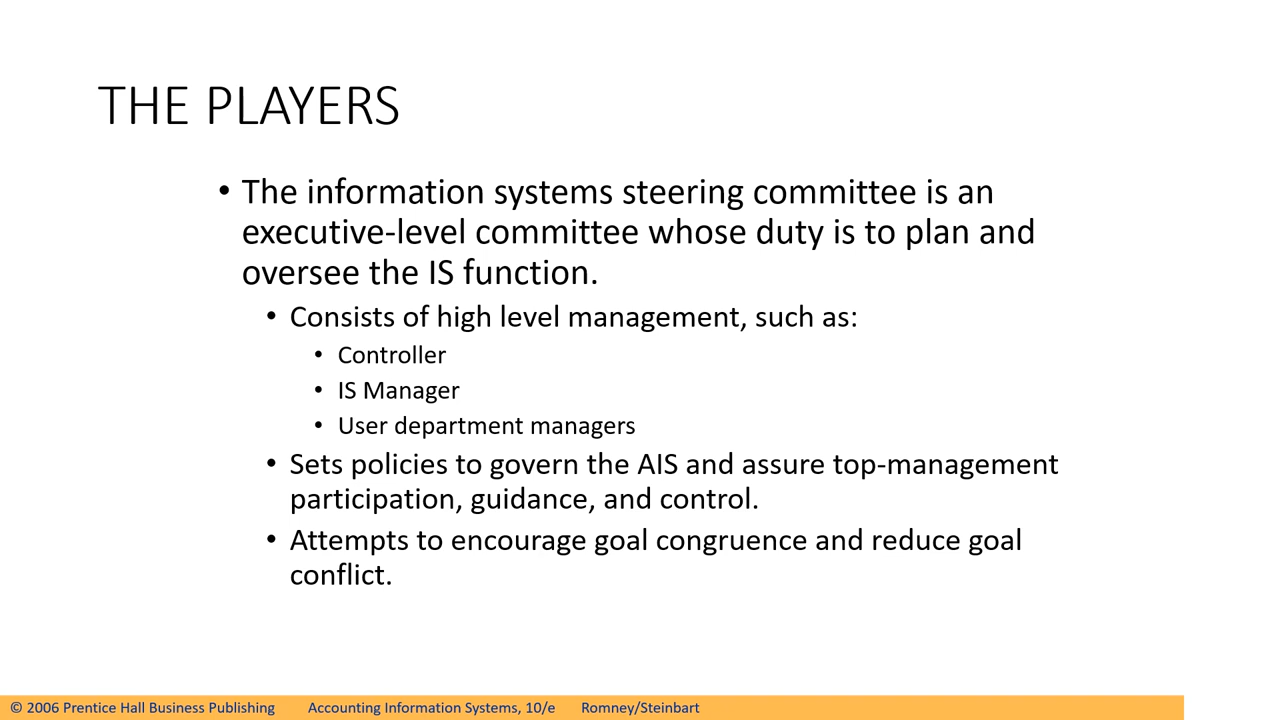 THE PLAYERS
• The information systems steering committee is an
executive-level committee whose duty is to plan and
oversee the IS function.
• Consists of high level management, such as:
• Controller
• IS Manager
• User department managers
• Sets policies to govern the AIS and assure top-management
participation, guidance, and control.
• Attempts to encourage goal congruence and reduce goal
conflict.
© 2006 Prentice Hall Business Publishing Accounting Information Systems, 10/e Romney/Steinbart